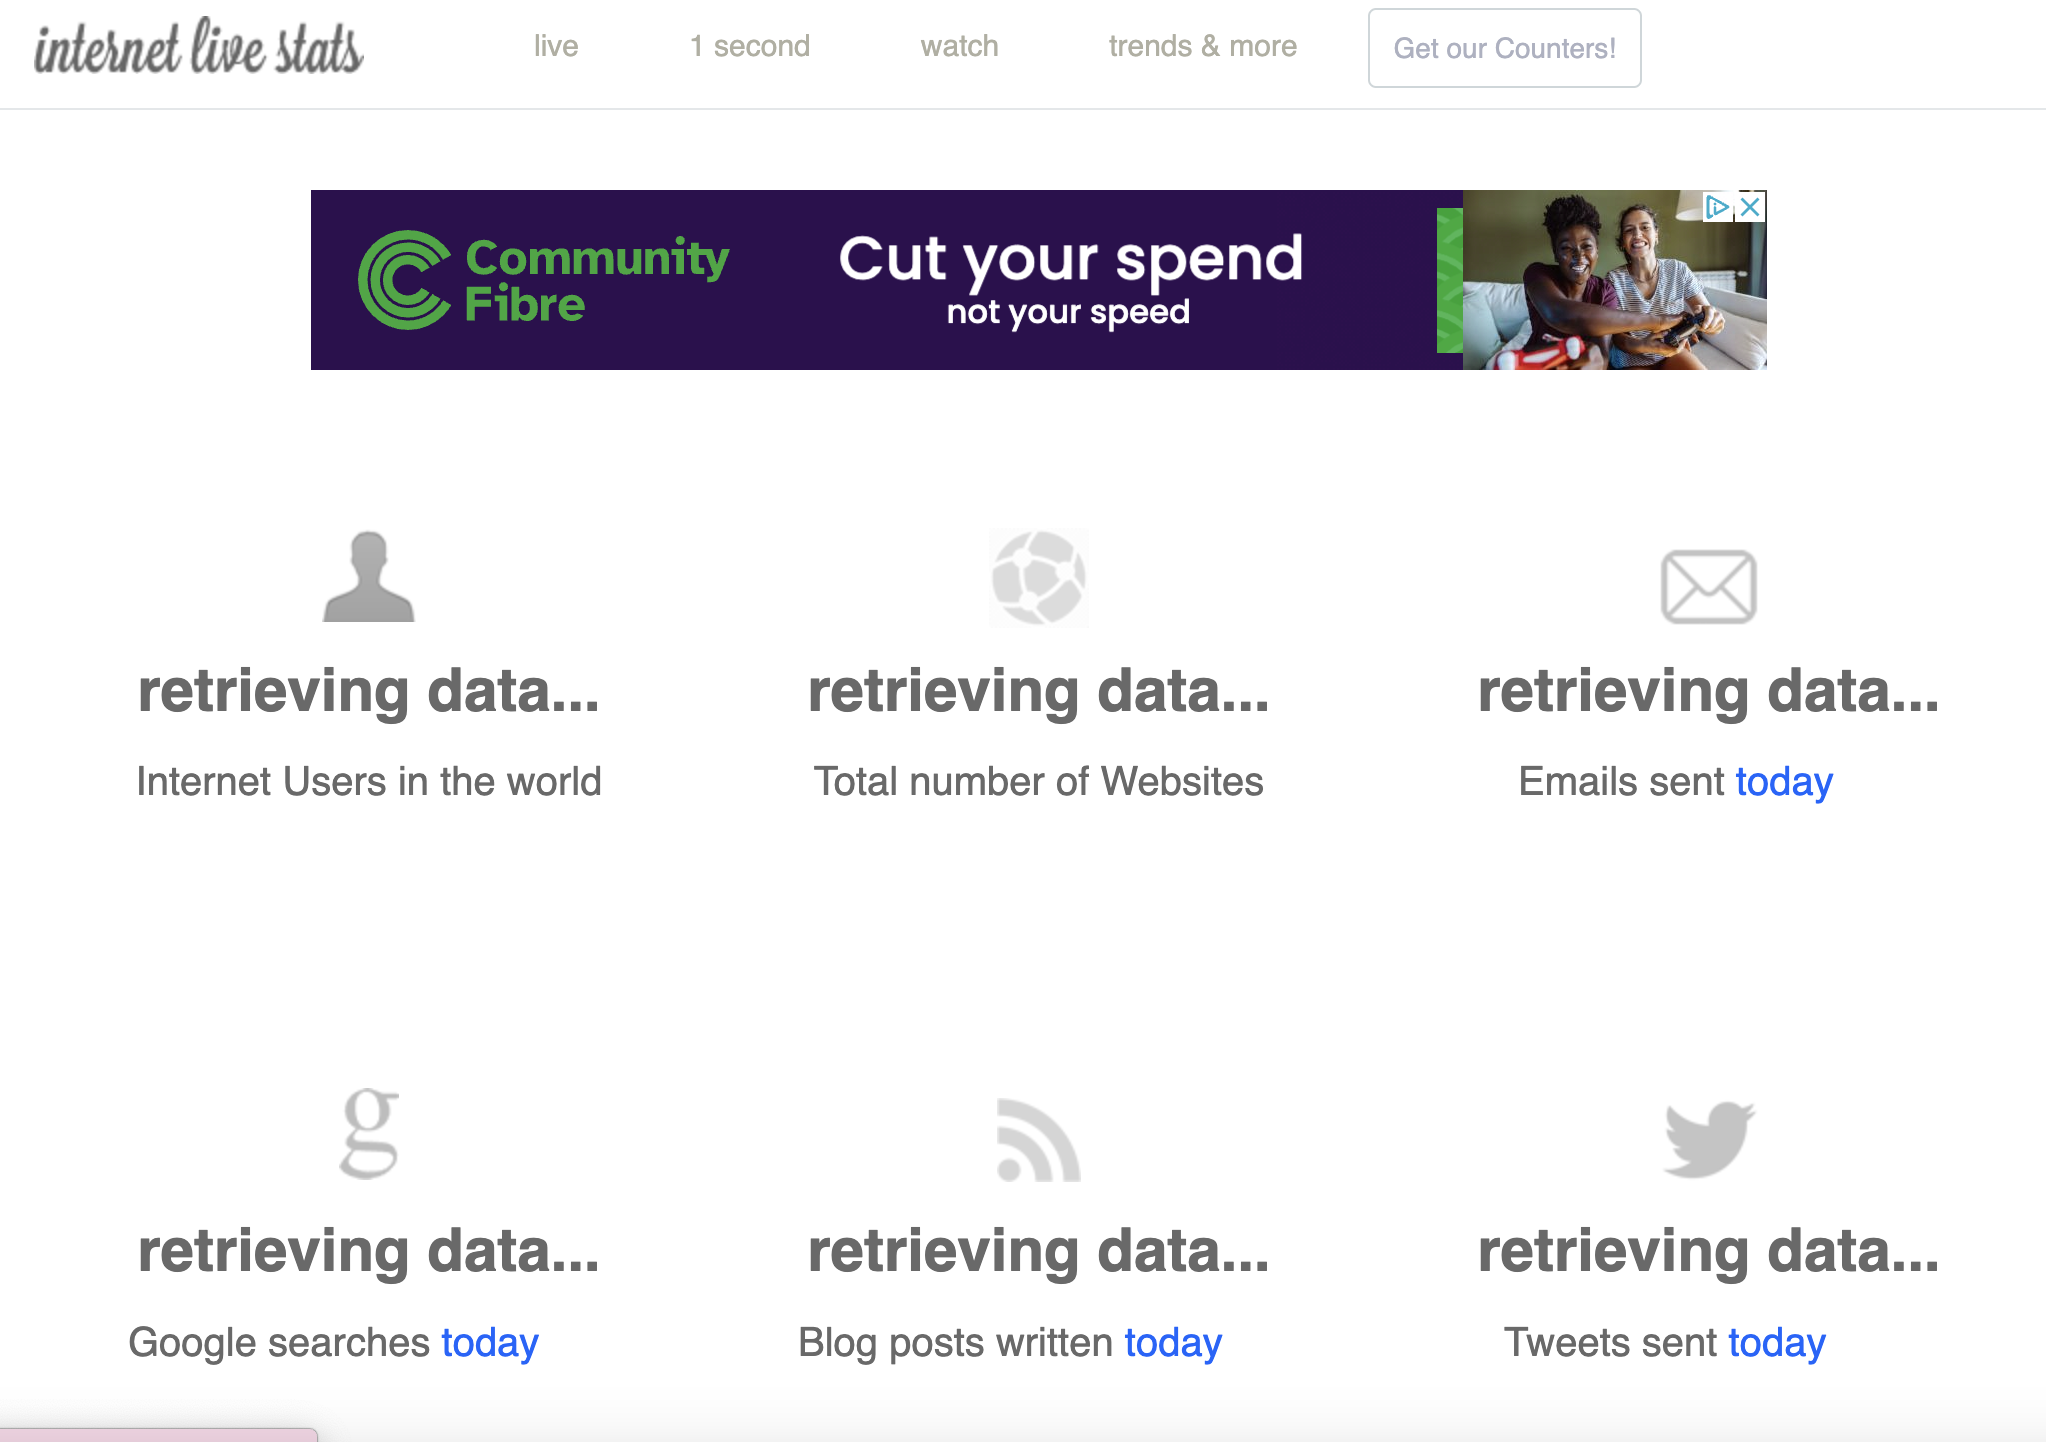 internet live stats
live
1 second
watch
trends & more
Get our Counters!
Community
Fibre
Cut your spend
not your speed
retrieving data...
Internet Users in the world
retrieving data...
Total number of Websites
retrieving data...
Emails sent today
retrieving data...
Google searches today
retrieving data...
Blog posts written today
retrieving data...
Tweets sent today